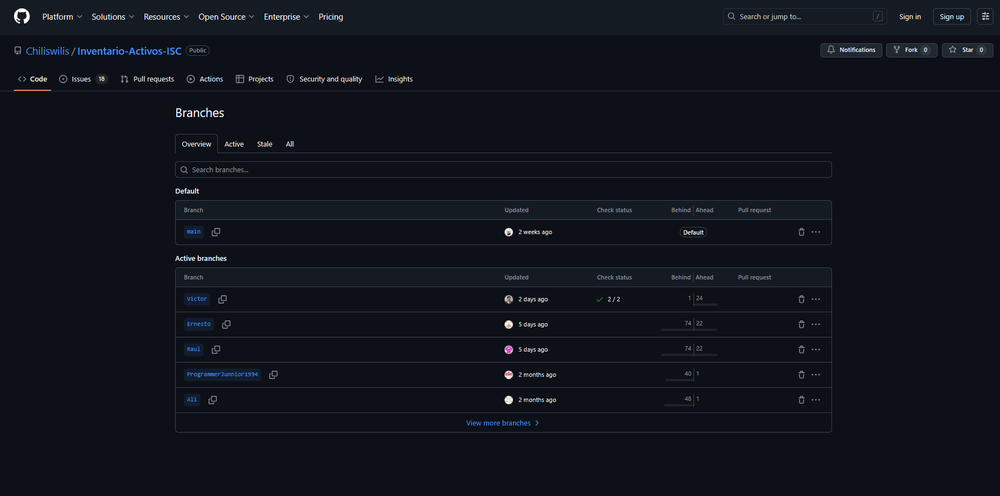 Platform Solutions Resources Open Source Enterprise Pricing Search or jump to... / Sign in Sign up
Chiliswilis / Inventario-Activos-ISC Public Notifications Fork 0 Star 0
Code Issues 18 Pull requests Actions Projects Security and quality Insights
Branches
Overview Active Stale All
Search branches...
Default
Branch Updated Check status Behind Ahead Pull request
main 2 weeks ago Default
Active branches
Branch Updated Check status Behind Ahead Pull request
Victor 2 days ago 2 / 2 1 24
Ernesto 5 days ago 74 22
Raul 5 days ago 74 22
ProgrammerJunnior1994 2 months ago 40 1
Ali 2 months ago 48 1
View more branches